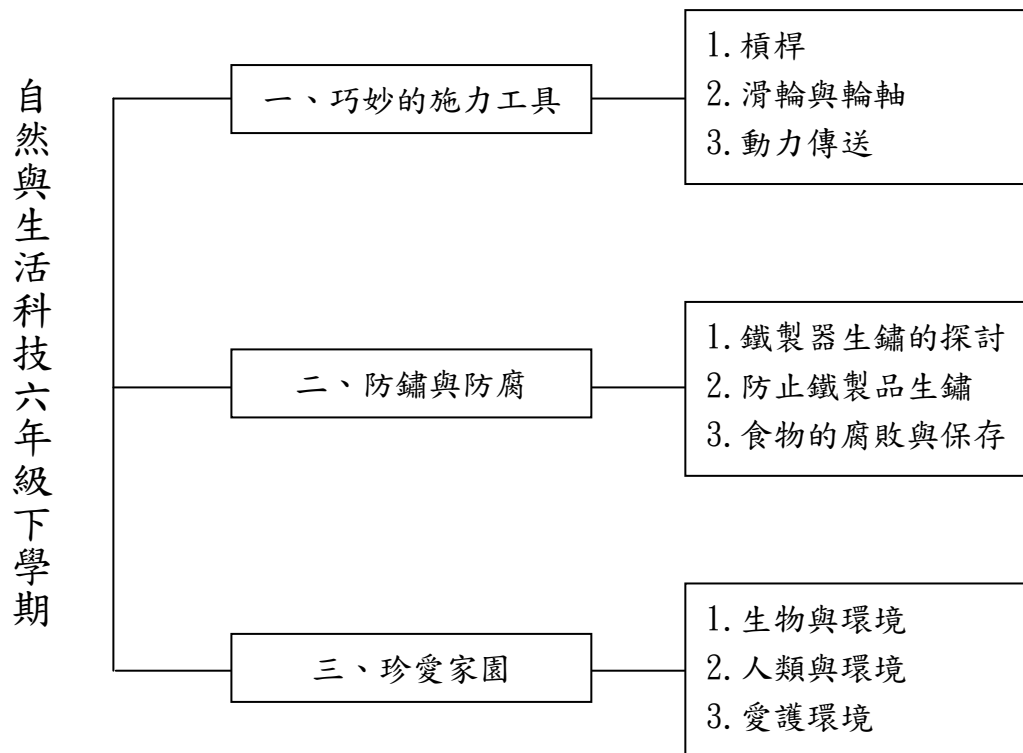 自然與生活科技六年級下學期
一、巧妙的施力工具
1.槓桿
2.滑輪與輪軸
3.動力傳送
二、防鏽與防腐
1.鐵製器生鏽的探討
2.防止鐵製品生鏽
3.食物的腐敗與保存
三、珍愛家園
1.生物與環境
2.人類與環境
3.愛護環境